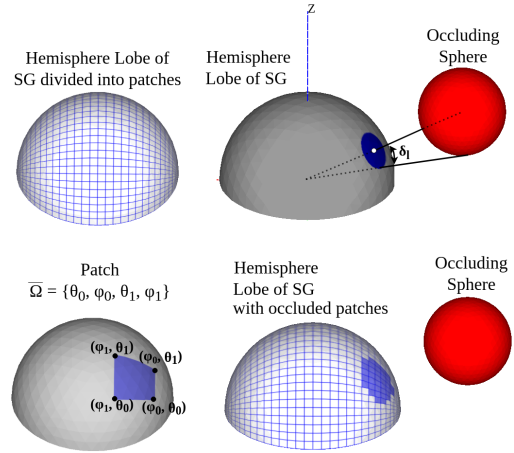 Hemisphere Lobe of
SG divided into patches
Hemisphere
Lobe of SG
Z
Occluding
Sphere
δl
Patch
Ω = {θ0, φ0, θ1, φ1}
(φ1, θ1)
(φ0, θ1)
(φ1, θ0)
(φ0, θ0)
Hemisphere
Lobe of SG
with occluded patches
Occluding
Sphere